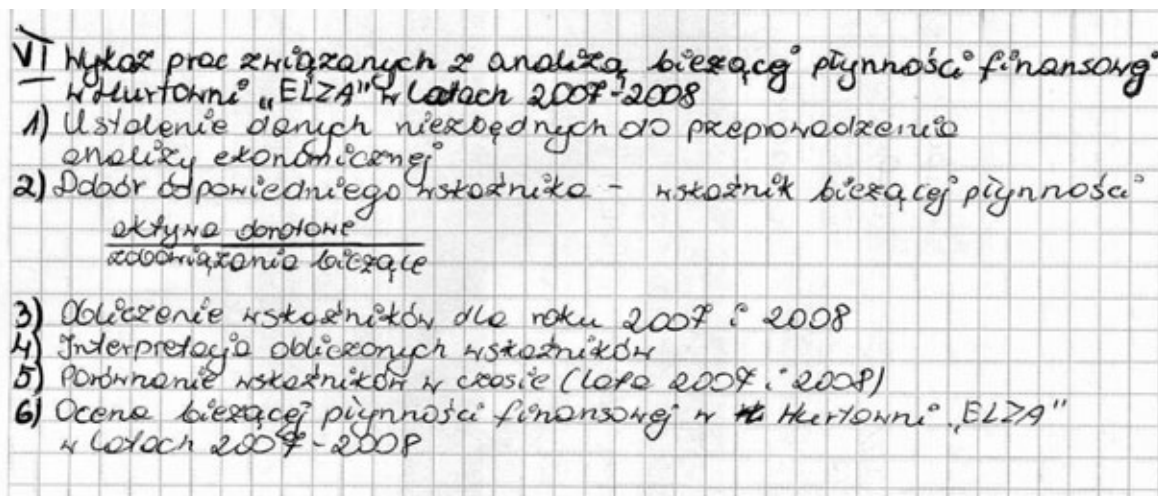 VI Wykaz prac związanych z analizą bieżącej płynności finansowej
w Hurtowni „ELZA" w latach 2007-2008
1) Ustalenie danych niezbędnych do przeprowadzenia
analizy ekonomicznej
2) Dobór odpowiedniego wskaźnika - wskaźnik bieżącej płynności
aktywa obrotowe
zobowiązania bieżące
3) Obliczenie wskaźników dla roku 2007 i 2008
4) Interpretacja obliczonych wskaźników
5) Porównanie wskaźników w czasie (lata 2007 i 2008)
6) Ocena bieżącej płynności finansowej w Hurtowni „ELZA"
w latach 2007-2008